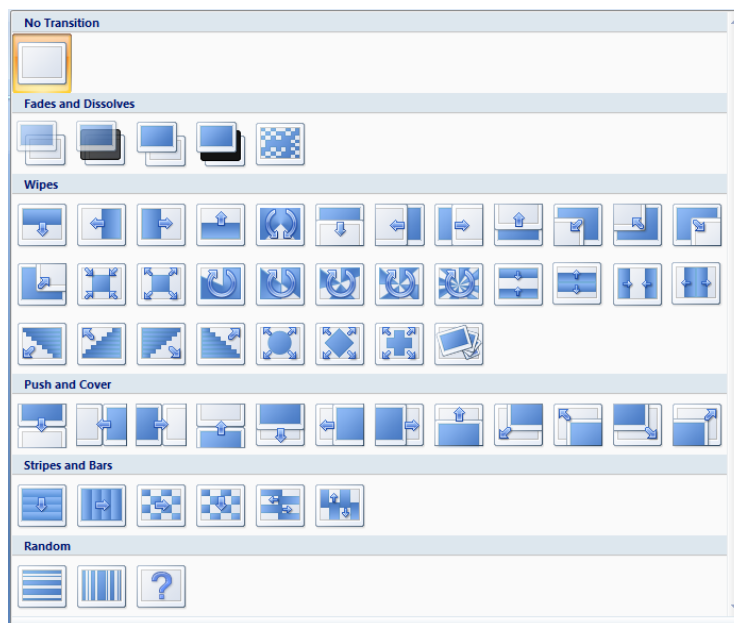 No Transition
Fades and Dissolves
Wipes
Push and Cover
Stripes and Bars
Random
?